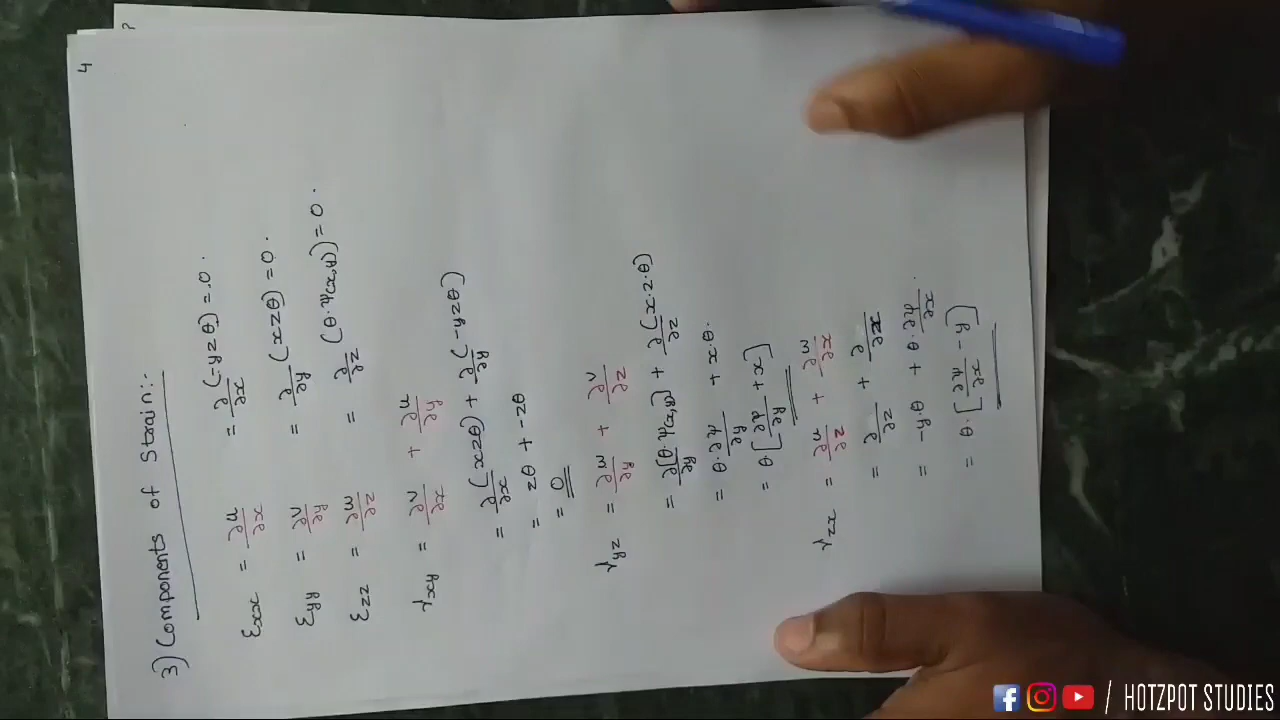 4
3) Components of Strain:-
εxx = ∂u/∂x = ∂/∂x (-yzθ) = 0.
εyy = ∂v/∂y = ∂/∂y (xzθ) = 0.
εzz = ∂w/∂z = ∂/∂z (θ.ψ(x,y)) = 0.
γxy = ∂v/∂x + ∂u/∂y
= ∂/∂x (xzθ) + ∂/∂y (-yzθ)
= zθ + -zθ
= 0
γyz = ∂w/∂y + ∂v/∂z
= ∂[θ.ψ(x,y)]/∂y + ∂/∂z (x.z.θ)
= θ.∂ψ/∂y + x.θ.
= θ[∂ψ/∂y + x]
γzx = ∂u/∂z + ∂w/∂x
= ∂/∂z + ∂/∂x
= -θ.y + θ.∂ψ/∂x.
= θ.[∂ψ/∂x - y]
/ HOTZPOT STUDIES